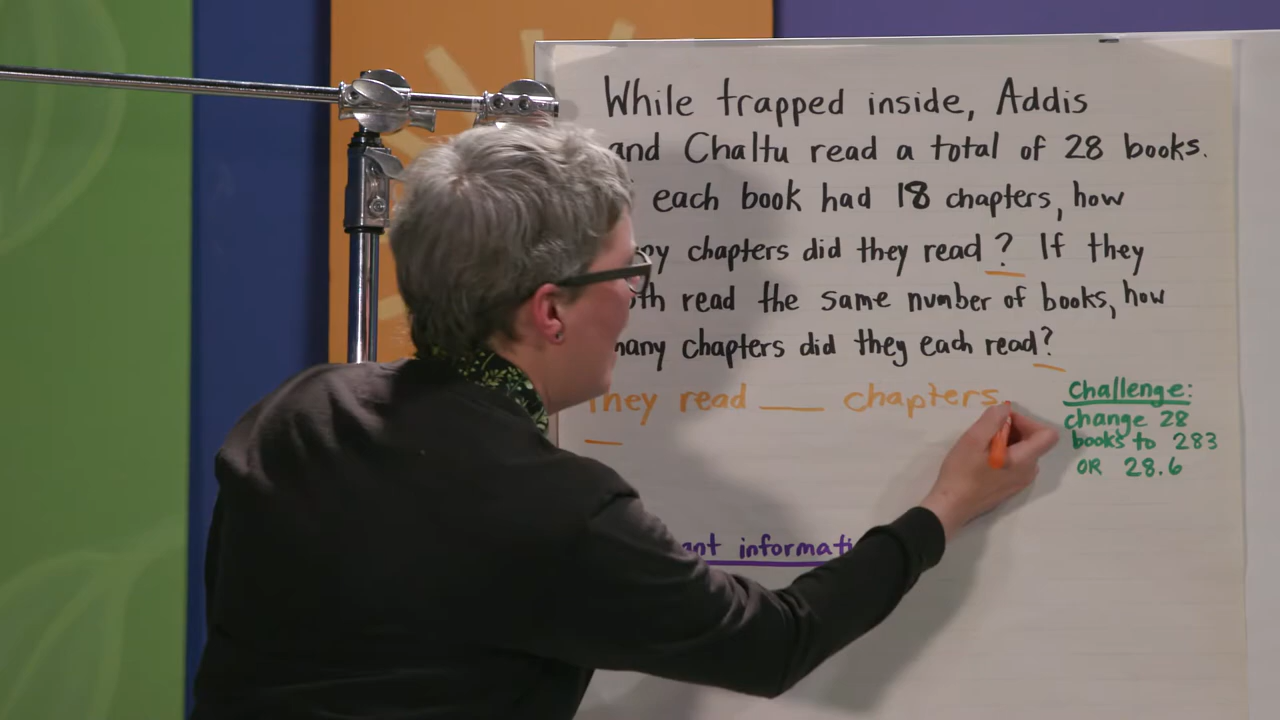 While trapped inside, Addis
and Chaltu read a total of 28 books.
each book had 18 chapters, how
chapters did they read? If they
read the same number of books, how
many chapters did they each read?
They read ___ chapters.
Challenge:
change 28
books to 283
OR 28.6